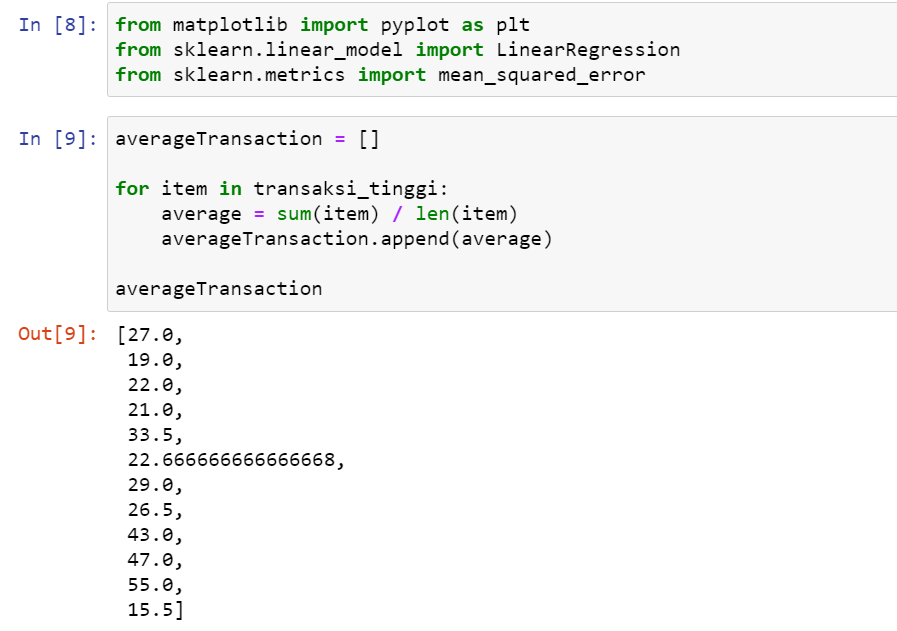 In [8]: from matplotlib import pyplot as plt
from sklearn.linear_model import LinearRegression
from sklearn.metrics import mean_squared_error
In [9]: averageTransaction = []
for item in transaksi_tinggi:
    average = sum(item) / len(item)
    averageTransaction.append(average)
averageTransaction
Out[9]: [27.0,
19.0,
22.0,
21.0,
33.5,
22.666666666666668,
29.0,
26.5,
43.0,
47.0,
55.0,
15.5]